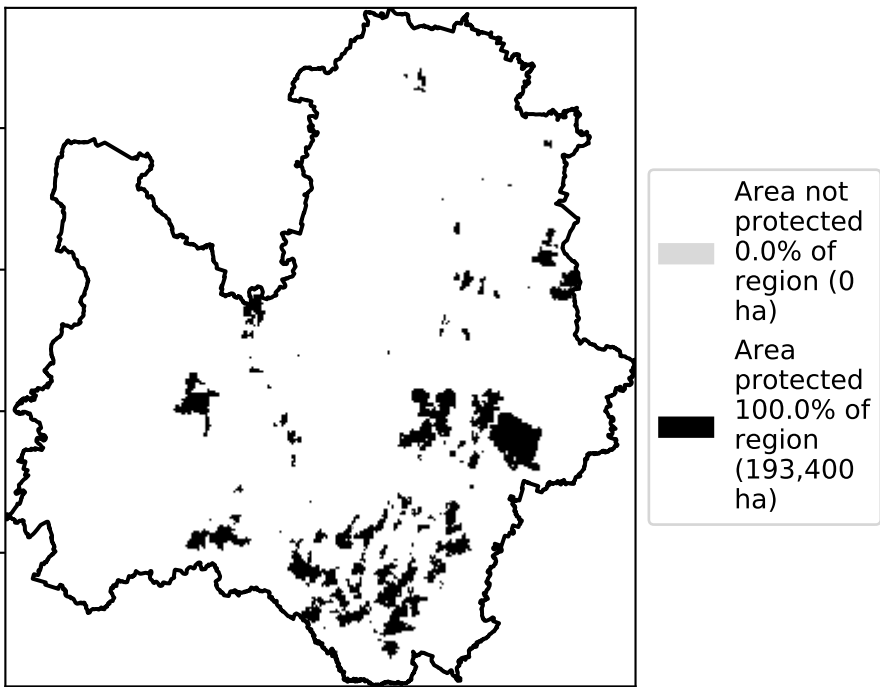 Area not
protected
0.0% of
region (0
ha)
Area
protected
100.0% of
region
(193,400
ha)